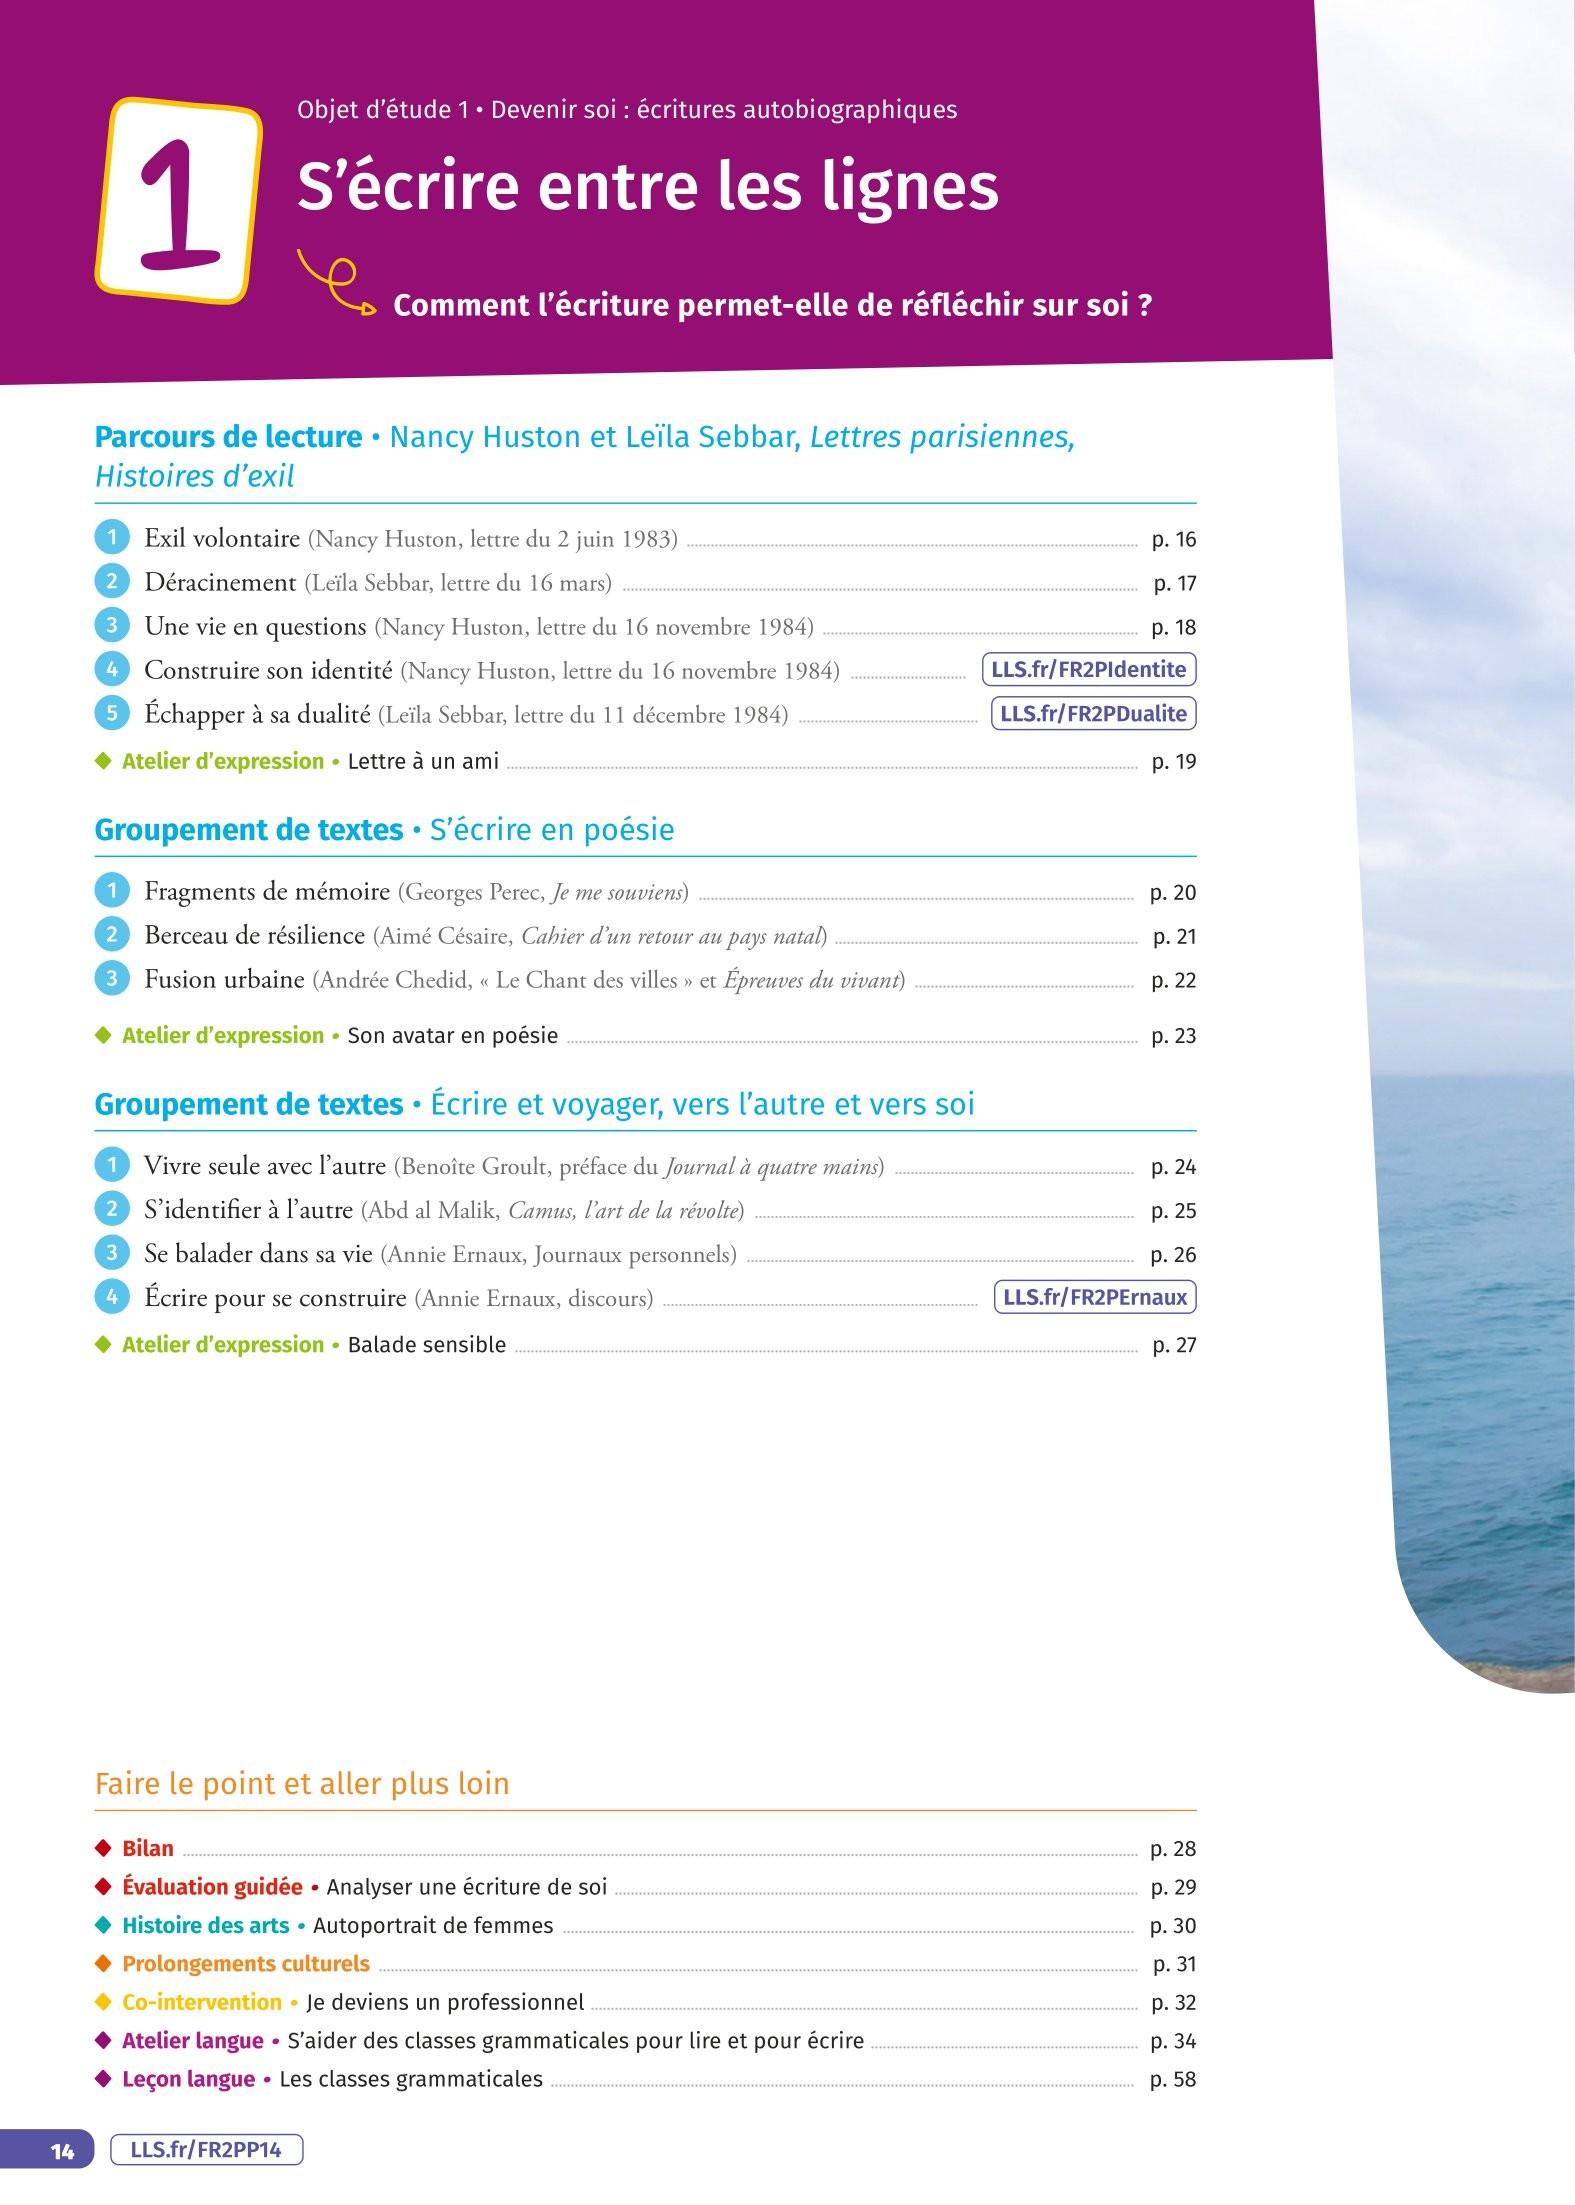 1
Objet d'étude 1 • Devenir soi : écritures autobiographiques
S'écrire entre les lignes
Comment l'écriture permet-elle de réfléchir sur soi ?
Parcours de lecture • Nancy Huston et Leïla Sebbar, Lettres parisiennes,
Histoires d'exil
1 Exil volontaire (Nancy Huston, lettre du 2 juin 1983) p. 16
2 Déracinement (Leïla Sebbar, lettre du 16 mars) p. 17
3 Une vie en questions (Nancy Huston, lettre du 16 novembre 1984) p. 18
4 Construire son identité (Nancy Huston, lettre du 16 novembre 1984) LLS.fr/FR2PIdentite
5 Échapper à sa dualité (Leïla Sebbar, lettre du 11 décembre 1984) LLS.fr/FR2PDualite
◆ Atelier d'expression • Lettre à un ami p. 19
Groupement de textes • S'écrire en poésie
1 Fragments de mémoire (Georges Perec, Je me souviens) p. 20
2 Berceau de résilience (Aimé Césaire, Cahier d'un retour au pays natal) p. 21
3 Fusion urbaine (Andrée Chedid, « Le Chant des villes » et Épreuves du vivant) p. 22
◆ Atelier d'expression • Son avatar en poésie p. 23
Groupement de textes • Écrire et voyager, vers l'autre et vers soi
1 Vivre seule avec l'autre (Benoîte Groult, préface du Journal à quatre mains) p. 24
2 S'identifier à l'autre (Abd al Malik, Camus, l'art de la révolte) p. 25
3 Se balader dans sa vie (Annie Ernaux, Journaux personnels) p. 26
4 Écrire pour se construire (Annie Ernaux, discours) LLS.fr/FR2PErnaux
◆ Atelier d'expression • Balade sensible p. 27
Faire le point et aller plus loin
◆ Bilan p. 28
◆ Évaluation guidée • Analyser une écriture de soi p. 29
◆ Histoire des arts • Autoportrait de femmes p. 30
◆ Prolongements culturels p. 31
◆ Co-intervention • Je deviens un professionnel p. 32
◆ Atelier langue • S'aider des classes grammaticales pour lire et pour écrire p. 34
◆ Leçon langue • Les classes grammaticales p. 58
14 LLS.fr/FR2PP14